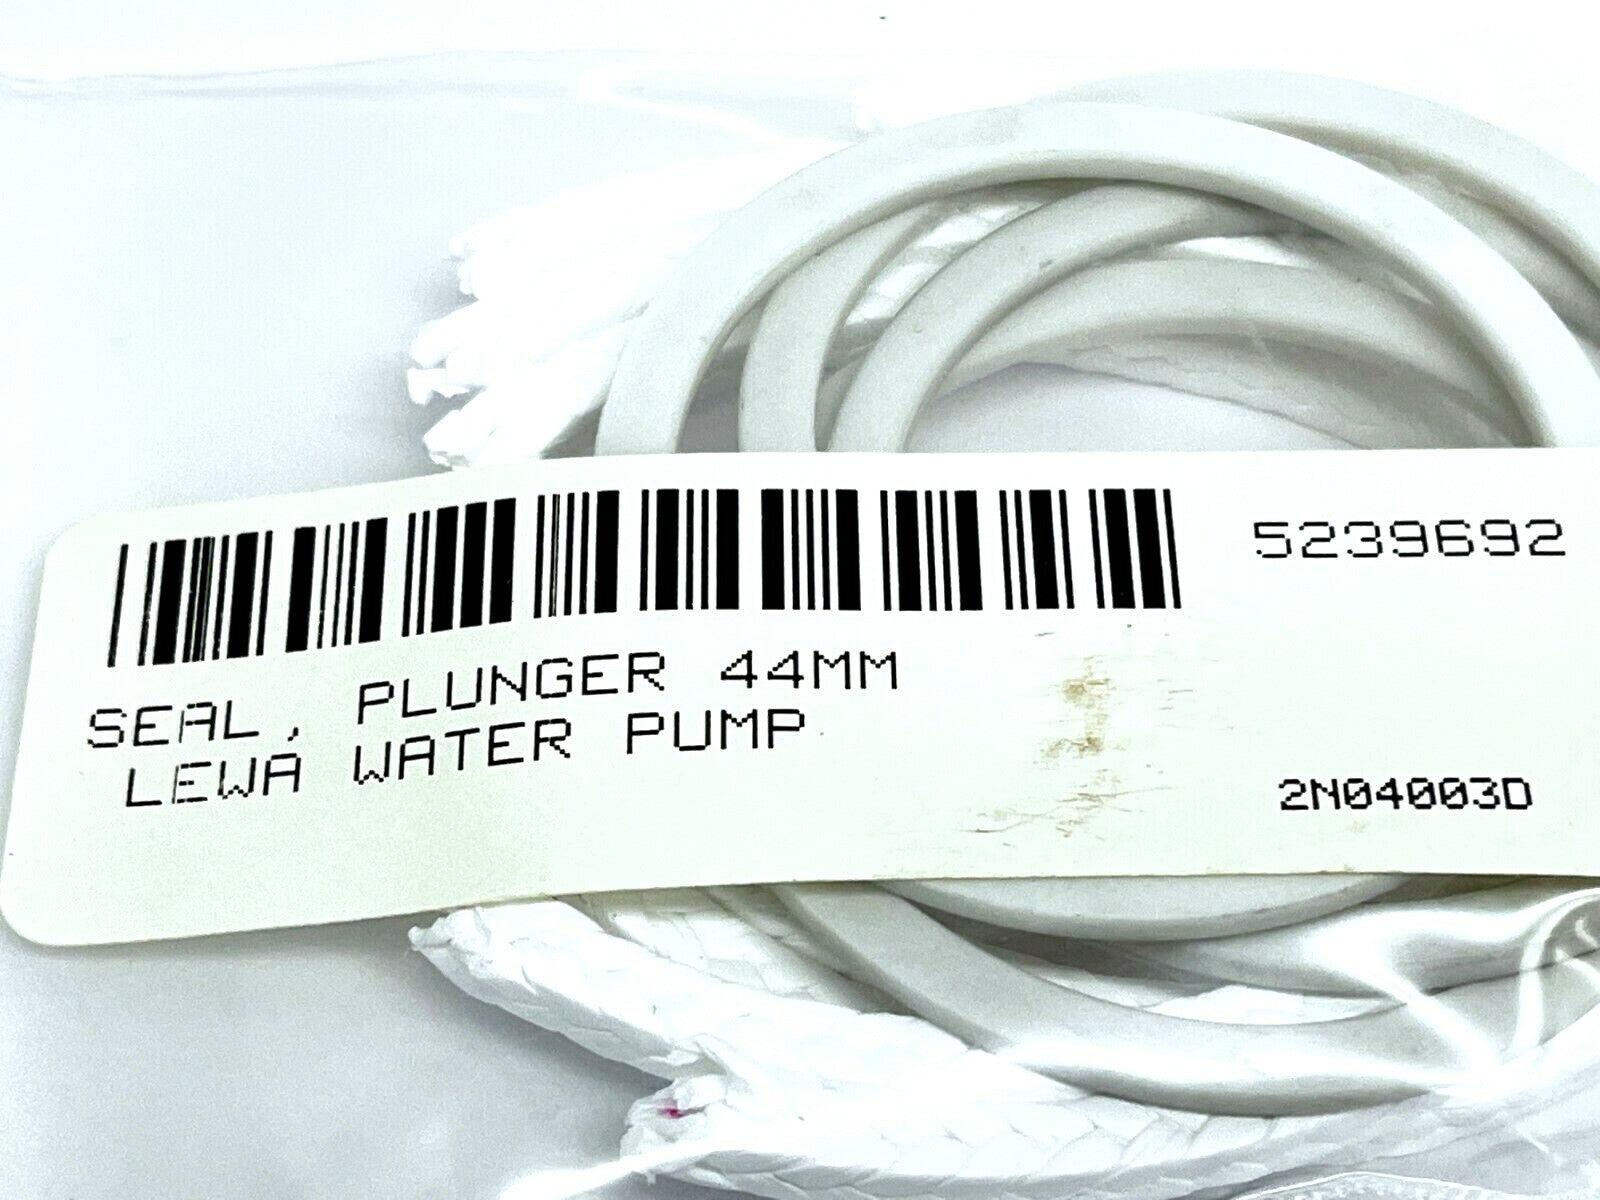 5239692
SEAL, PLUNGER 44MM
LEWA WATER PUMP
2N04003D